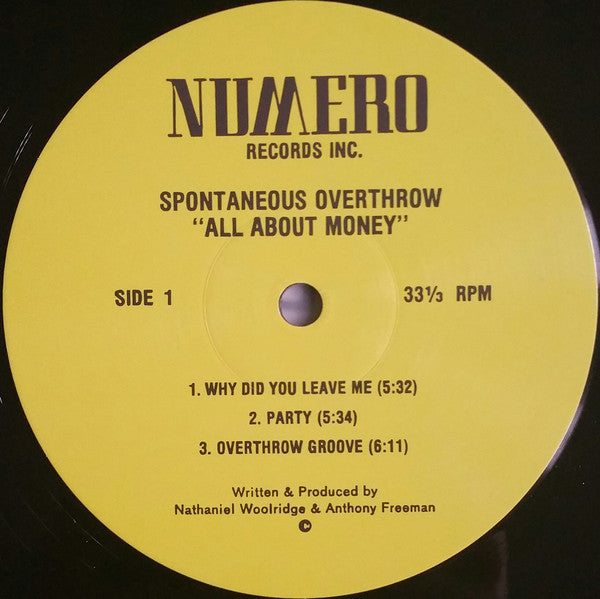 NUMERO
RECORDS INC.
SPONTANEOUS OVERTHROW
"ALL ABOUT MONEY"
SIDE 1 33⅓ RPM
1. WHY DID YOU LEAVE ME (5:32)
2. PARTY (5:34)
3. OVERTHROW GROOVE (6:11)
Written & Produced by
Nathaniel Woolridge & Anthony Freeman
©